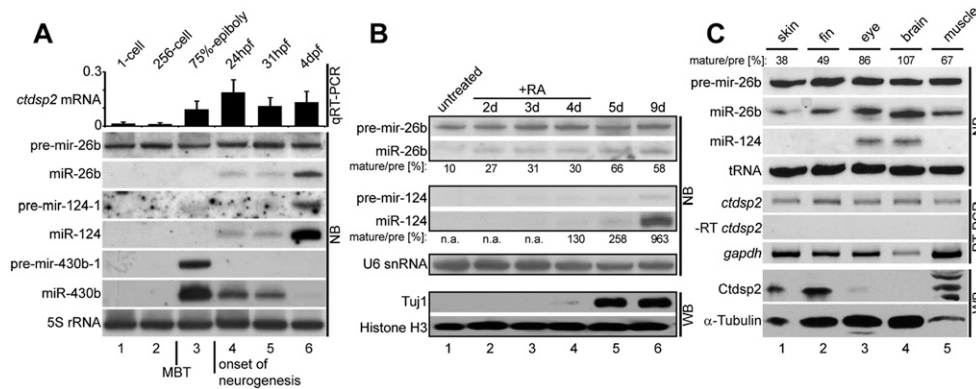 A
1-cell
256-cell
75%-epiboly
24hpf
31hpf
4dpf
0.3
0
ctdsp2 mRNA
qRT-PCR
pre-mir-26b
miR-26b
pre-mir-124-1
miR-124
pre-mir-430b-1
miR-430b
5S rRNA
NB
1 2 3 4 5 6
MBT
onset of
neurogenesis
B
untreated
+RA
2d 3d 4d 5d 9d
pre-mir-26b
miR-26b
mature/pre [%]: 10 27 31 30 66 58
pre-mir-124
miR-124
mature/pre [%]: n.a. n.a. n.a. 130 258 963
U6 snRNA
NB
Tuj1
Histone H3
WB
1 2 3 4 5 6
C
skin fin eye brain muscle
mature/pre [%]: 38 49 86 107 67
pre-mir-26b
miR-26b
miR-124
tRNA
NB
ctdsp2
-RT ctdsp2
gapdh
RT-PCR
Ctdsp2
α-Tubulin
WB
1 2 3 4 5